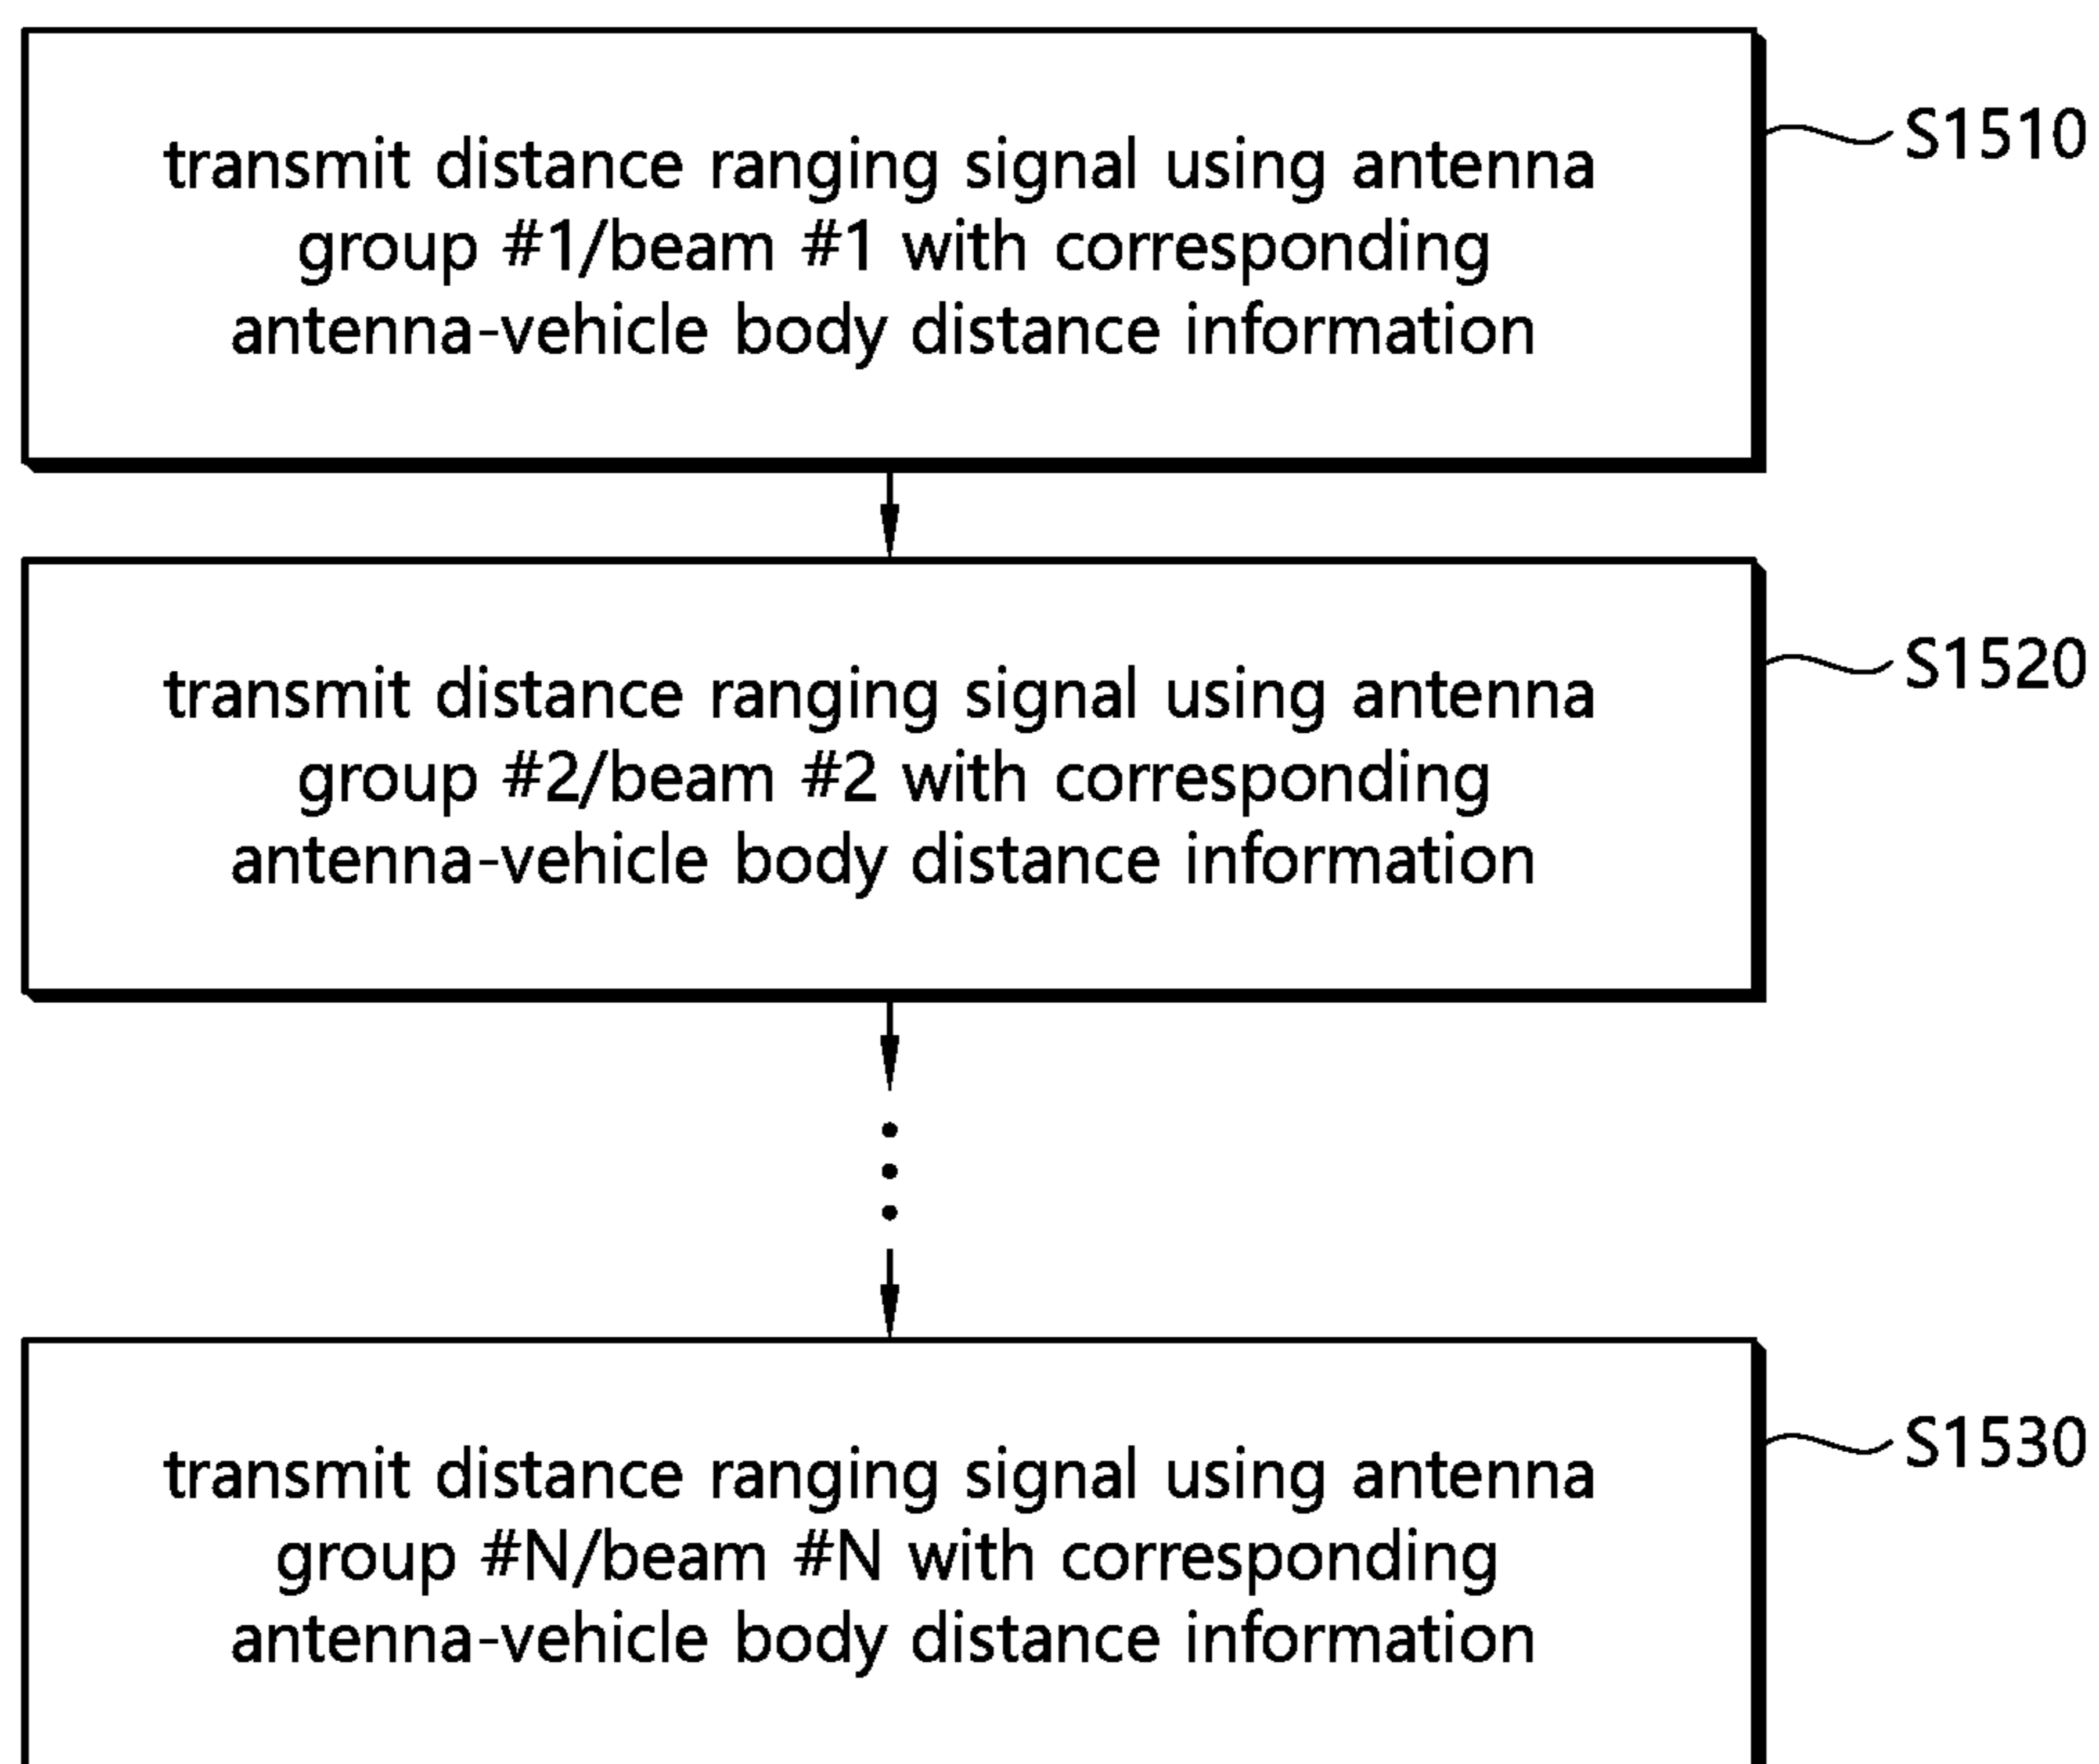 transmit distance ranging signal using antenna
group #1/beam #1 with corresponding
antenna-vehicle body distance information
S1510
transmit distance ranging signal using antenna
group #2/beam #2 with corresponding
antenna-vehicle body distance information
S1520
transmit distance ranging signal using antenna
group #N/beam #N with corresponding
antenna-vehicle body distance information
S1530